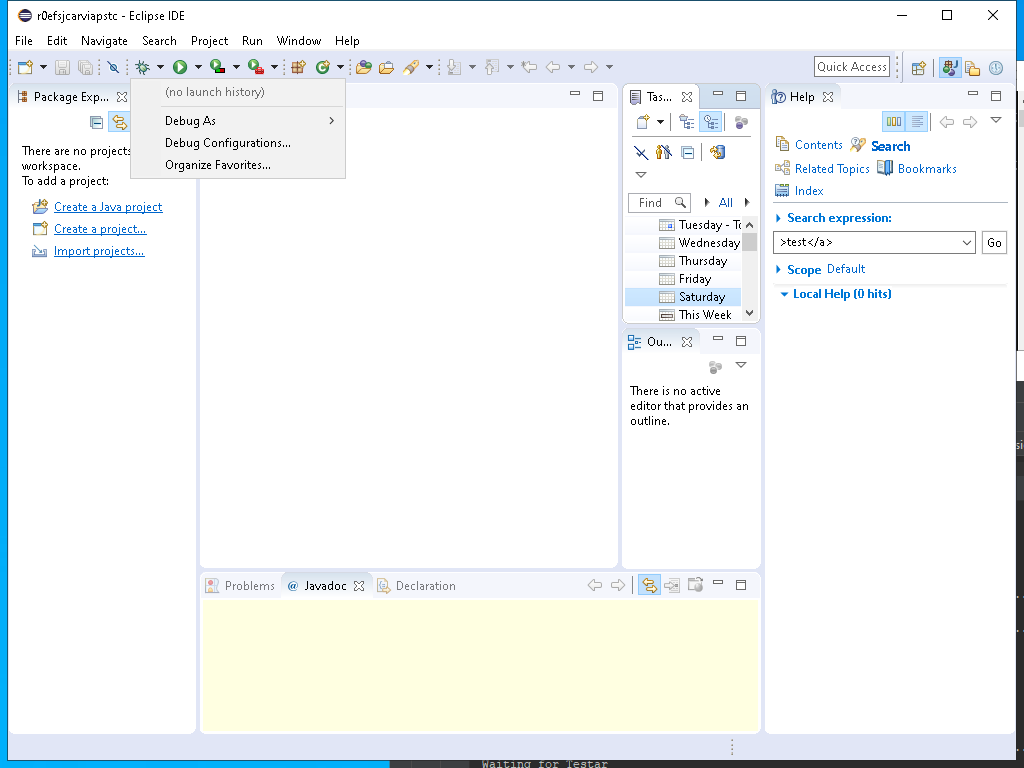 r0efsjcarviapstc - Eclipse IDE
File Edit Navigate Search Project Run Window Help
Quick Access
Package Exp...
(no launch history)
Debug As
Debug Configurations...
Organize Favorites...
There are no projects
workspace.
To add a project:
Create a Java project
Create a project...
Import projects...
Tas...
Find
All
Tuesday - To
Wednesday
Thursday
Friday
Saturday
This Week
Ou...
There is no active
editor that provides an
outline.
Help
Contents Search
Related Topics Bookmarks
Index
Search expression:
>test</a>
Go
Scope Default
Local Help (0 hits)
Problems @ Javadoc Declaration
Waiting for Testar